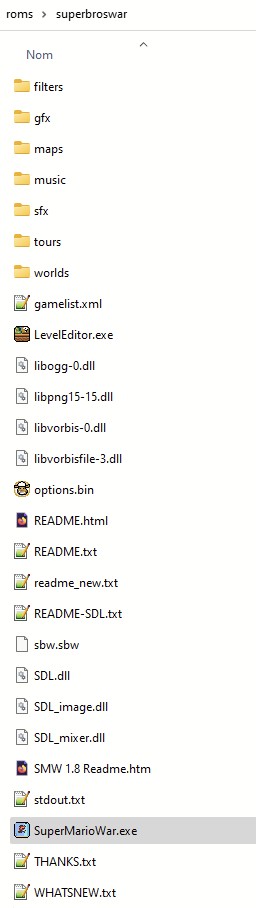 roms > superbroswar
Nom
filters
gfx
maps
music
sfx
tours
worlds
gamelist.xml
LevelEditor.exe
libogg-0.dll
libpng15-15.dll
libvorbis-0.dll
libvorbisfile-3.dll
options.bin
README.html
README.txt
readme_new.txt
README-SDL.txt
sbw.sbw
SDL.dll
SDL_image.dll
SDL_mixer.dll
SMW 1.8 Readme.htm
stdout.txt
SuperMarioWar.exe
THANKS.txt
WHATSNEW.txt